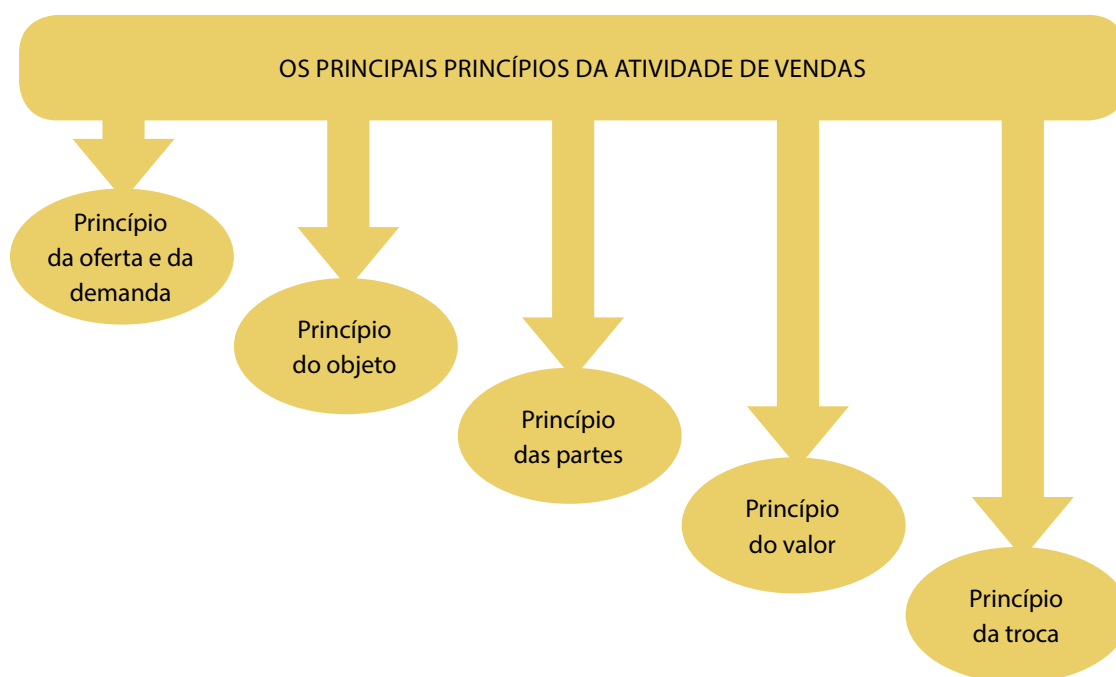 OS PRINCIPAIS PRINCÍPIOS DA ATIVIDADE DE VENDAS
Princípio
da oferta e da
demanda
Princípio
do objeto
Princípio
das partes
Princípio
do valor
Princípio
da troca